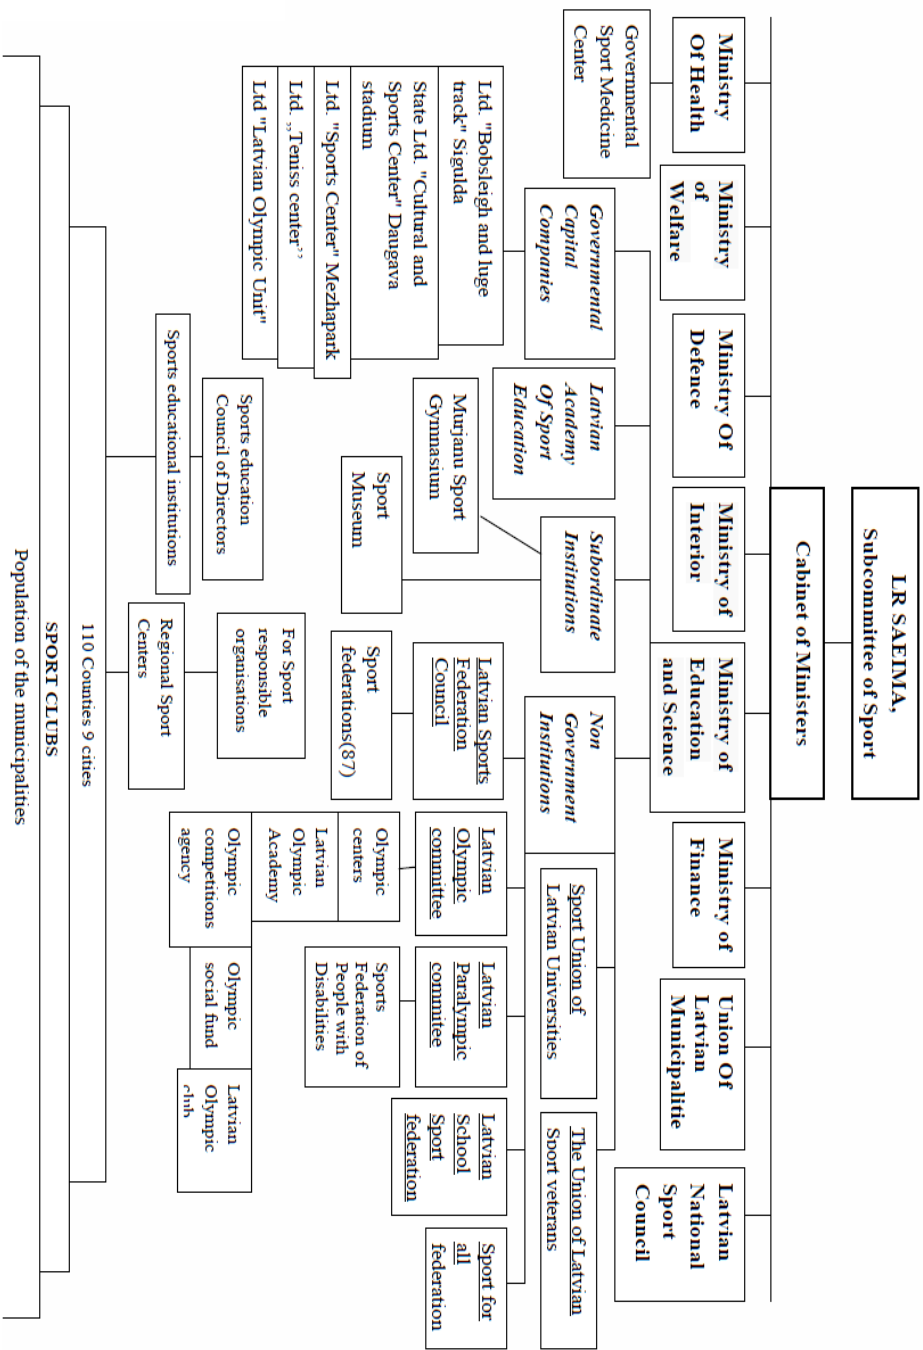 LR SAEIMA,
Subcommittee of Sport
Cabinet of Ministers
Ministry
Of Health
Ministry
of
Welfare
Ministry Of
Defence
Ministry of
Interior
Ministry of
Education
and Science
Ministry of
Finance
Union Of
Latvian
Municipalitie
Latvian
National
Sport
Council
Governmental
Sport Medicine
Center
Governmental
Capital
Companies
Latvian
Academy
Of Sport
Education
Subordinate
Institutions
Non
Government
Institutions
Sport Union of
Latvian Universities
The Union of Latvian
Sport veterans
Ltd. "Bobsleigh and luge
track" Sigulda
State Ltd. "Cultural and
Sports Center" Daugava
stadium
Ltd. "Sports Center" Mezhapark
Ltd. „Teniss center”
Ltd "Latvian Olympic Unit"
Murjanu Sport
Gymnasium
Sport
Museum
Latvian Sports
Federation
Council
Latvian
Olympic
committee
Latvian
Paralympic
commitee
Latvian
School
Sport
federation
Sport for
all
federation
Sport
federations(87)
Olympic
centers
Latvian
Olympic
Academy
Olympic
competitions
agency
Olympic
social fund
Latvian
Olympic
club
Sports
Federation of
People with
Disabilities
Sports education
Council of Directors
For Sport
responsible
organisations
Sports educational institutions
Regional Sport
Centers
110 Counties 9 cities
SPORT CLUBS
Population of the municipalities